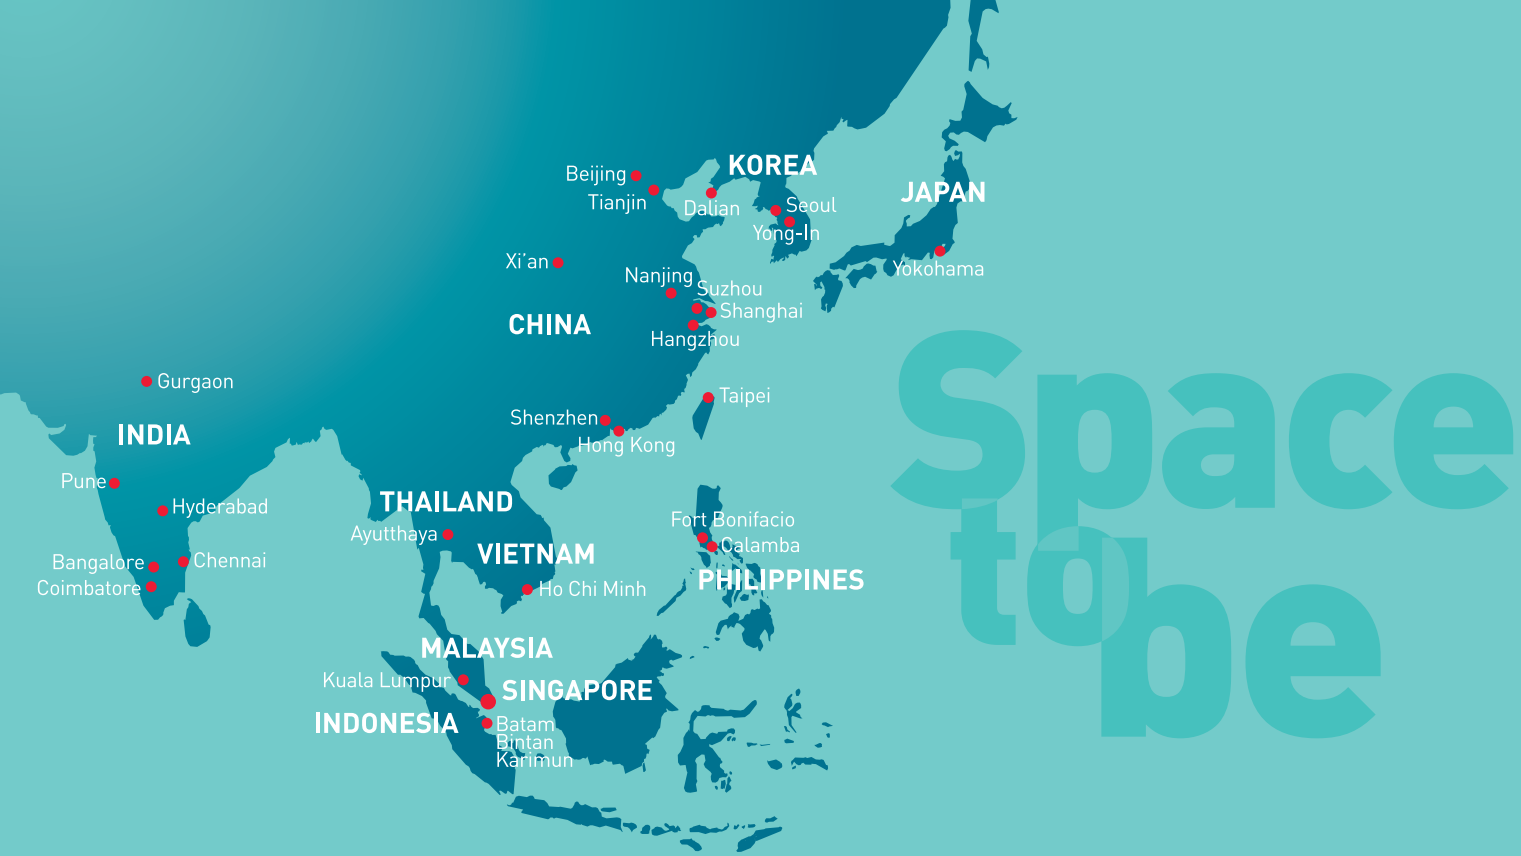 KOREA
Beijing
JAPAN
Tianjin
Dalian
Seoul
Yong-In
Xi’an
Yokohama
Nanjing
Suzhou
Shanghai
CHINA
Hangzhou
Gurgaon
Taipei
Shenzhen
INDIA
Hong Kong
Pune
THAILAND
Hyderabad
Fort Bonifacio
Ayutthaya
Calamba
VIETNAM
Bangalore
Chennai
PHILIPPINES
Coimbatore
Ho Chi Minh
MALAYSIA
Kuala Lumpur
SINGAPORE
INDONESIA
Batam
Bintan
Karimun
Space
to
be